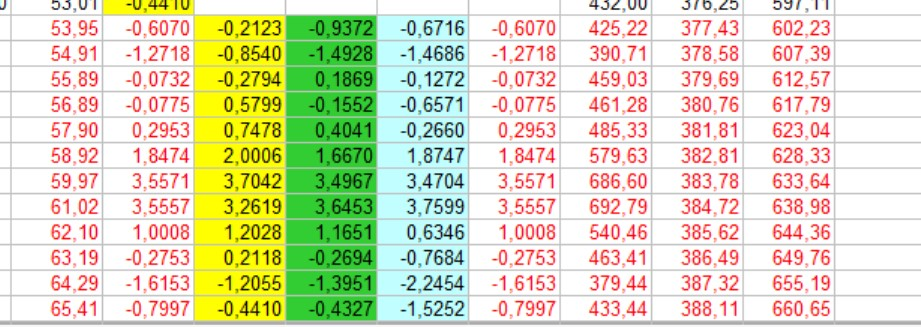 53,01 -0,4410 432,00 376,25 597,11
53,95 -0,6070 -0,2123 -0,9372 -0,6716 -0,6070 425,22 377,43 602,23
54,91 -1,2718 -0,8540 -1,4928 -1,4686 -1,2718 390,71 378,58 607,39
55,89 -0,0732 -0,2794 0,1869 -0,1272 -0,0732 459,03 379,69 612,57
56,89 -0,0775 0,5799 -0,1552 -0,6571 -0,0775 461,28 380,76 617,79
57,90 0,2953 0,7478 0,4041 -0,2660 0,2953 485,33 381,81 623,04
58,92 1,8474 2,0006 1,6670 1,8747 1,8474 579,63 382,81 628,33
59,97 3,5571 3,7042 3,4967 3,4704 3,5571 686,60 383,78 633,64
61,02 3,5557 3,2619 3,6453 3,7599 3,5557 692,79 384,72 638,98
62,10 1,0008 1,2028 1,1651 0,6346 1,0008 540,46 385,62 644,36
63,19 -0,2753 0,2118 -0,2694 -0,7684 -0,2753 463,41 386,49 649,76
64,29 -1,6153 -1,2055 -1,3951 -2,2454 -1,6153 379,44 387,32 655,19
65,41 -0,7997 -0,4410 -0,4327 -1,5252 -0,7997 433,44 388,11 660,65